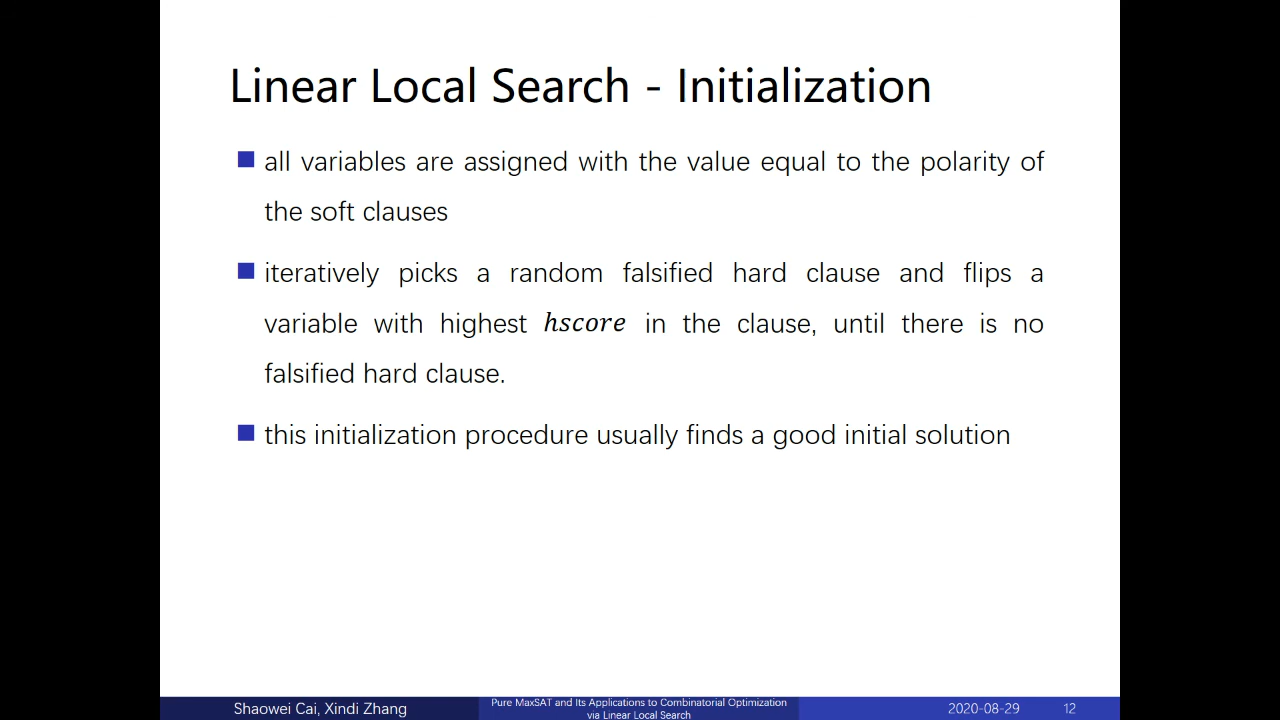 Linear Local Search - Initialization
all variables are assigned with the value equal to the polarity of
the soft clauses
iteratively picks a random falsified hard clause and flips a
variable with highest hscore in the clause, until there is no
falsified hard clause.
this initialization procedure usually finds a good initial solution
Shaowei Cai, Xindi Zhang
Pure MaxSAT and Its Applications to Combinatorial Optimization
via Linear Local Search
2020-08-29
12